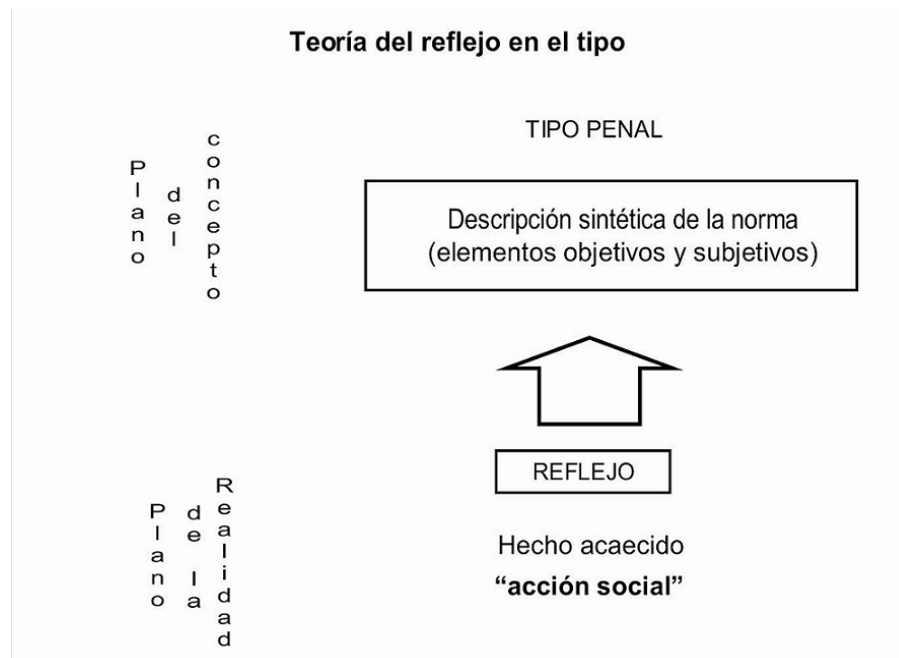 Teoría del reflejo en el tipo
Plano del concepto
TIPO PENAL
Descripción sintética de la norma
(elementos objetivos y subjetivos)
Plano de la Realidad
REFLEJO
Hecho acaecido
“acción social”